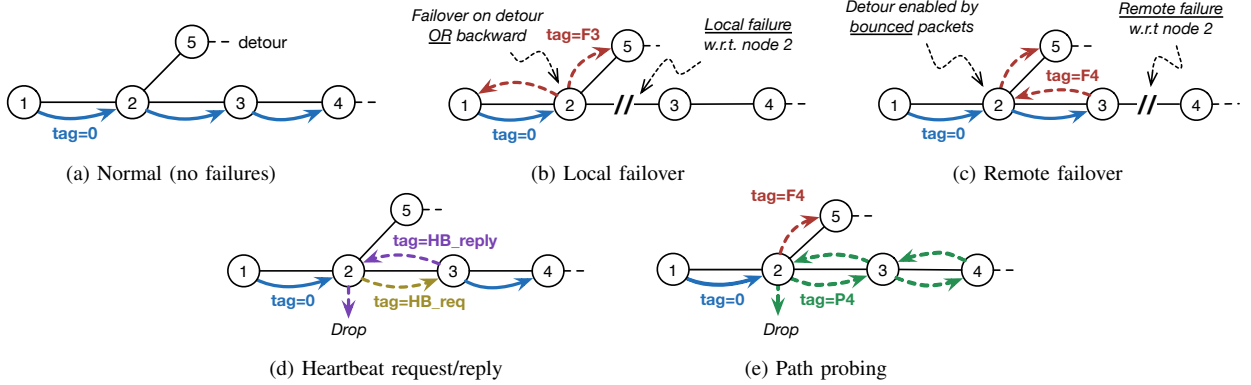 5
detour
1
2
3
4
tag=0
(a) Normal (no failures)
Failover on detour
OR backward
tag=F3
Local failure
w.r.t. node 2
5
1
2
3
4
tag=0
(b) Local failover
Detour enabled by
bounced packets
Remote failure
w.r.t node 2
5
tag=F4
1
2
3
4
tag=0
(c) Remote failover
5
tag=HB_reply
1
2
3
4
tag=0
tag=HB_req
Drop
(d) Heartbeat request/reply
tag=F4
5
1
2
3
4
tag=0
tag=P4
Drop
(e) Path probing